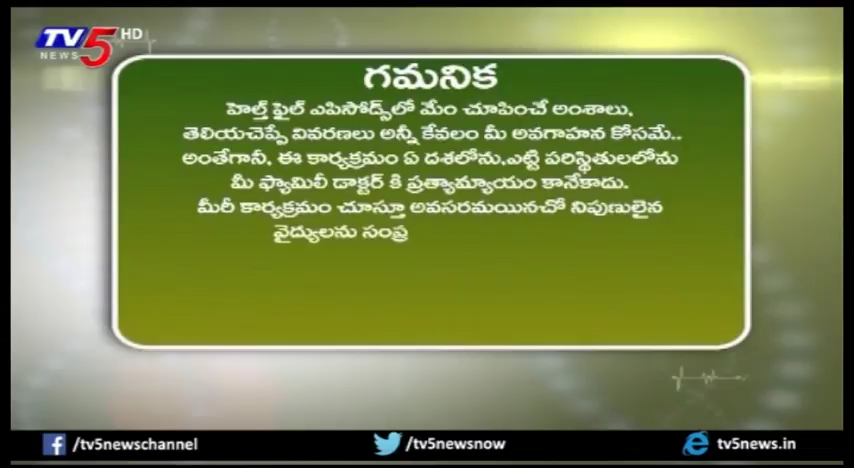 TV5 HD
NEWS
గమనిక
హెల్త్ ఫైల్ ఎపిసోడ్స్‌లో మేం చూపించే అంశాలు,
తెలియచెప్పే వివరణలు అన్నీ కేవలం మీ అవగాహన కోసమే..
అంతేగానీ, ఈ కార్యక్రమం ఏ దశలోను,ఎట్టి పరిస్థితులలోను
మీ ఫ్యామిలీ డాక్టర్ కి ప్రత్యామ్యాయం కానేకాదు.
మీరీ కార్యక్రమం చూస్తూ అవసరమయినచో నిపుణులైన
వైద్యులను సంప్ర
/tv5newschannel
/tv5newsnow
tv5news.in